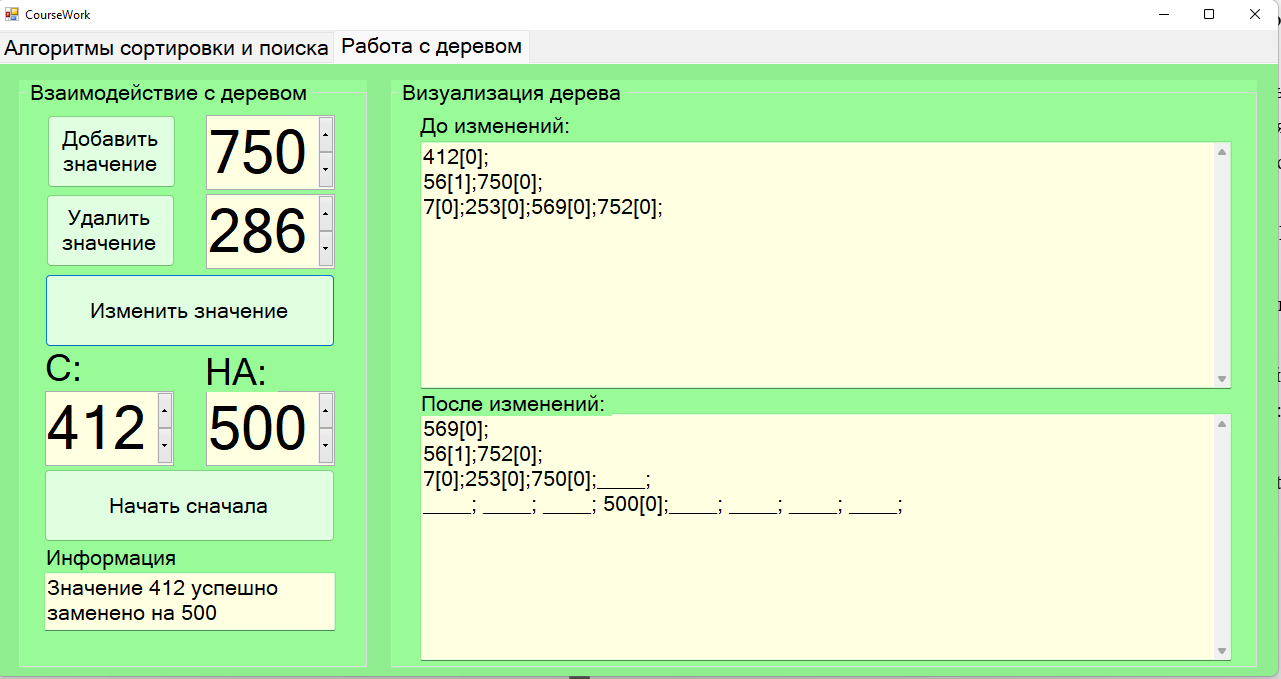 CourseWork
Алгоритмы сортировки и поиска
Работа с деревом
Взаимодействие с деревом
Добавить
значение
750
Удалить
значение
286
Изменить значение
С:
НА:
412
500
Начать сначала
Информация
Значение 412 успешно
заменено на 500
Визуализация дерева
До изменений:
412[0];
56[1];750[0];
7[0];253[0];569[0];752[0];
После изменений:
569[0];
56[1];752[0];
7[0];253[0];750[0];____;
____; ____; ____; 500[0];____; ____; ____; ____;